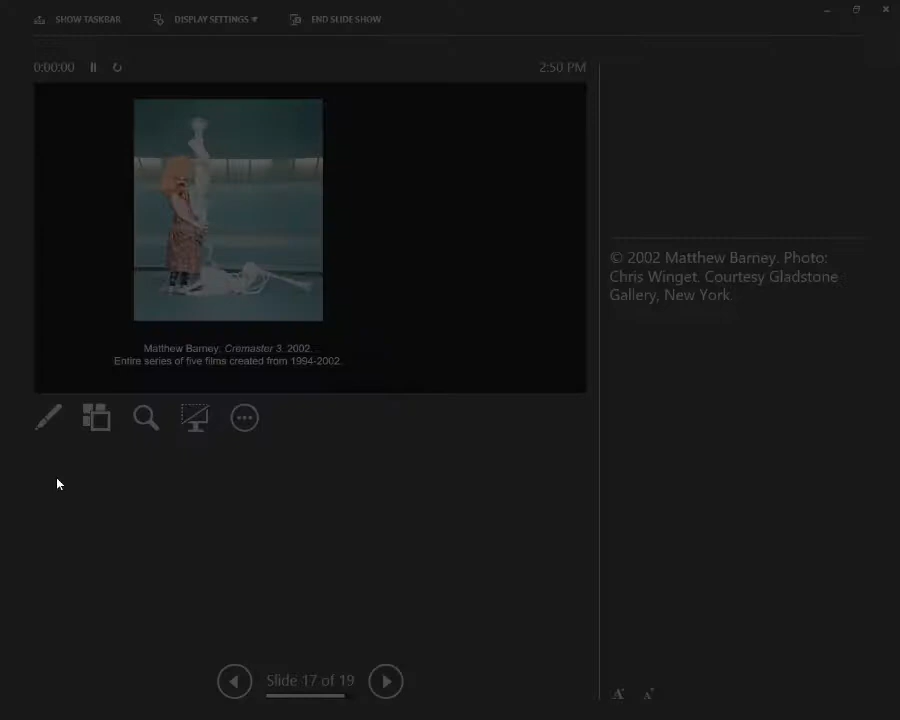 SHOW TASKBAR
DISPLAY SETTINGS
END SLIDE SHOW
0:00:00
2:50 PM
Matthew Barney, Cremaster 3, 2002.
Entire series of five films created from 1994-2002.
© 2002 Matthew Barney. Photo:
Chris Winget. Courtesy Gladstone
Gallery, New York.
Slide 17 of 19
A A